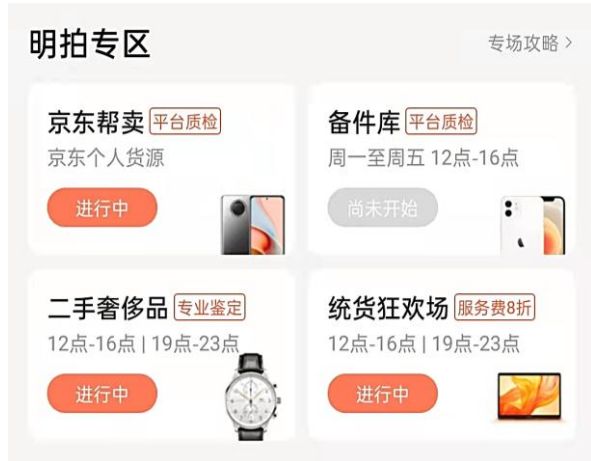 明拍专区
专场攻略 >
京东帮卖 平台质检
京东个人货源
进行中
备件库 平台质检
周一至周五 12点-16点
尚未开始
二手奢侈品 专业鉴定
12点-16点 | 19点-23点
进行中
统货狂欢场 服务费8折
12点-16点 | 19点-23点
进行中